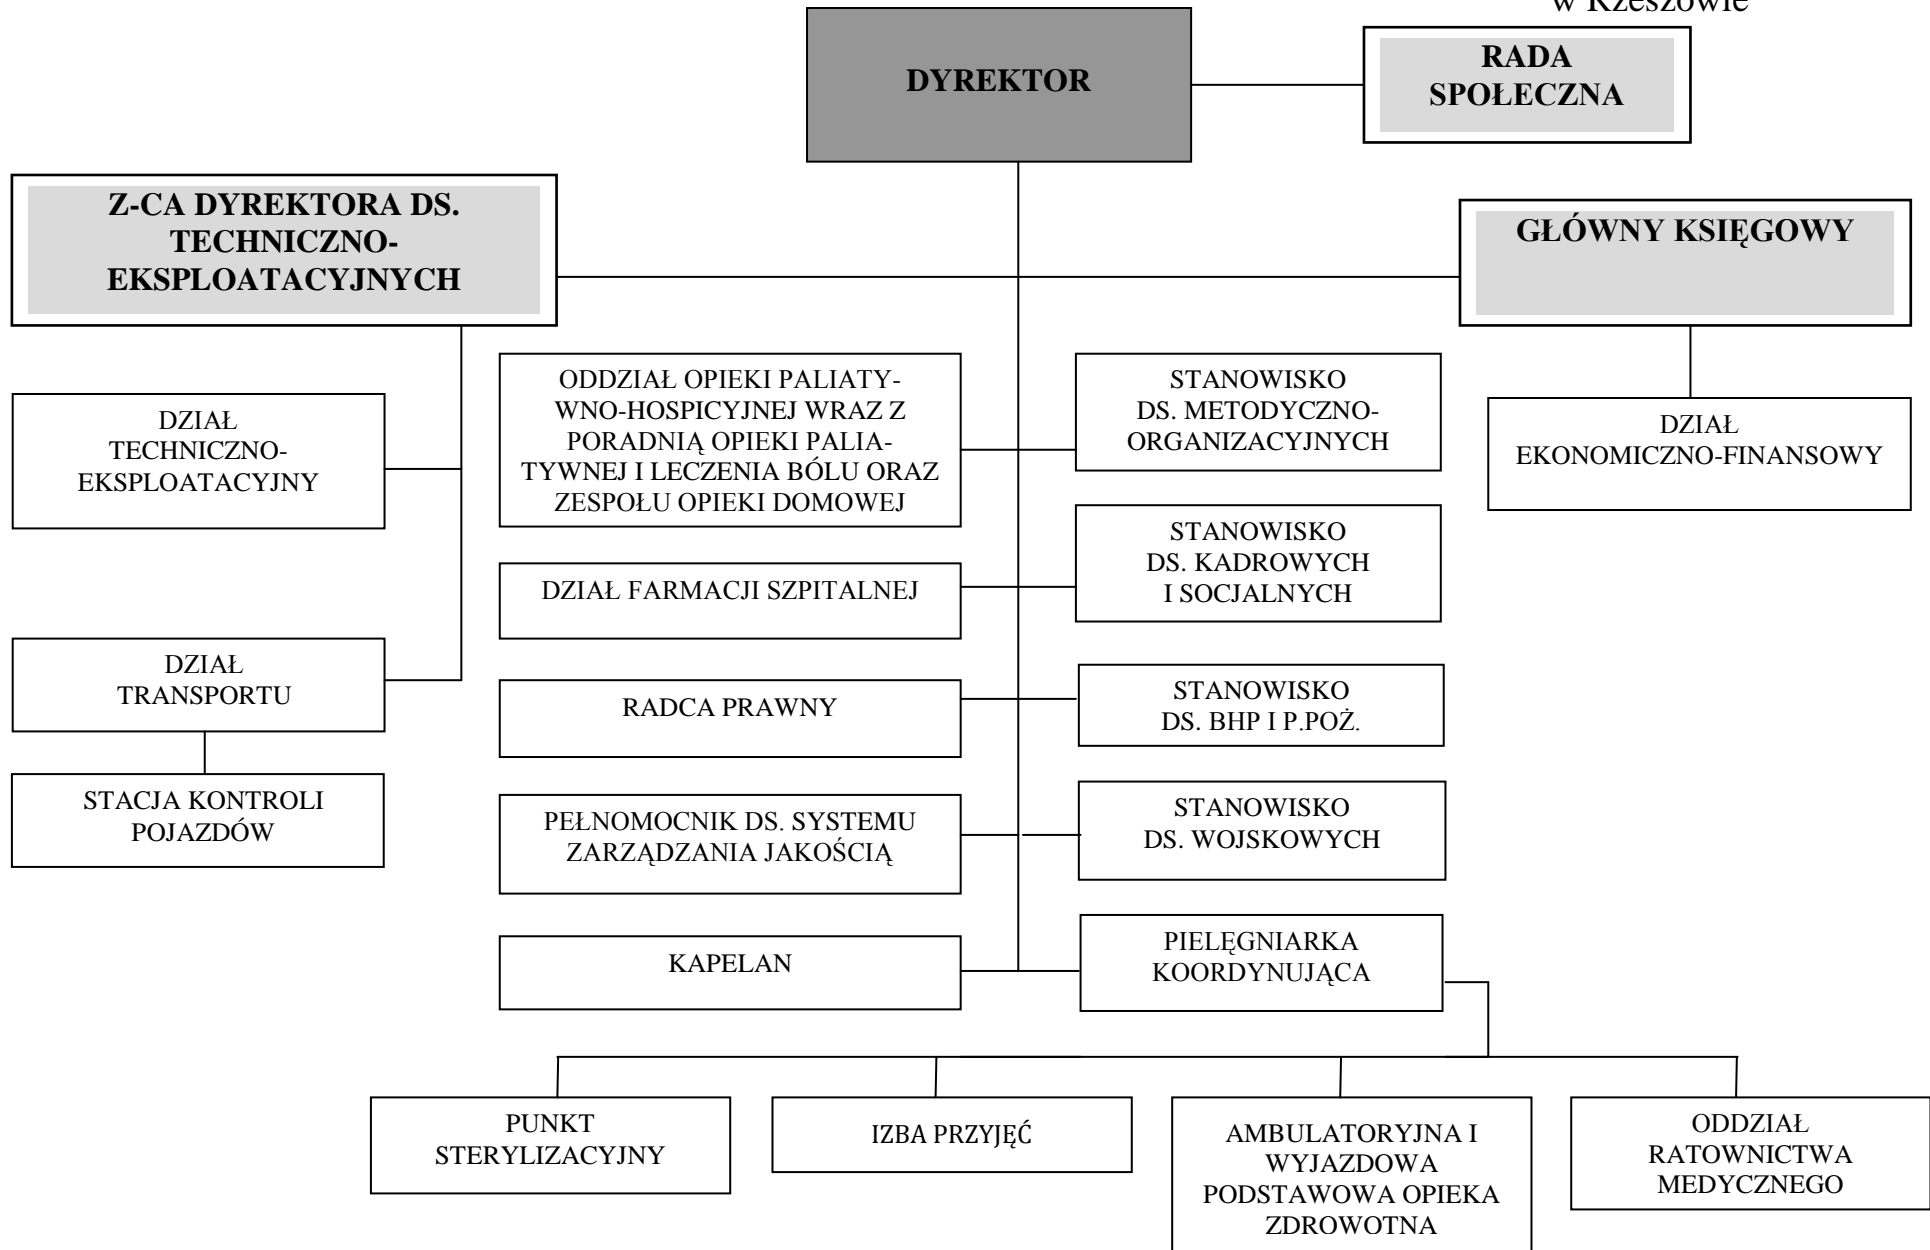 w Rzeszowie
DYREKTOR
RADA
SPOŁECZNA
Z-CA DYREKTORA DS.
TECHNICZNO-
EKSPLOATACYJNYCH
GŁÓWNY KSIĘGOWY
DZIAŁ
TECHNICZNO-
EKSPLOATACYJNY
ODDZIAŁ OPIEKI PALIATY-
WNO-HOSPICYJNEJ WRAZ Z
PORADNIĄ OPIEKI PALIA-
TYWNEJ I LECZENIA BÓLU ORAZ
ZESPOŁU OPIEKI DOMOWEJ
STANOWISKO
DS. METODYCZNO-
ORGANIZACYJNYCH
DZIAŁ
EKONOMICZNO-FINANSOWY
DZIAŁ FARMACJI SZPITALNEJ
STANOWISKO
DS. KADROWYCH
I SOCJALNYCH
DZIAŁ
TRANSPORTU
RADCA PRAWNY
STANOWISKO
DS. BHP I P.POŻ.
STACJA KONTROLI
POJAZDÓW
PEŁNOMOCNIK DS. SYSTEMU
ZARZĄDZANIA JAKOŚCIĄ
STANOWISKO
DS. WOJSKOWYCH
KAPELAN
PIELĘGNIARKA
KOORDYNUJĄCA
PUNKT
STERYLIZACYJNY
IZBA PRZYJĘĆ
AMBULATORYJNA I
WYJAZDOWA
PODSTAWOWA OPIEKA
ZDROWOTNA
ODDZIAŁ
RATOWNICTWA
MEDYCZNEGO